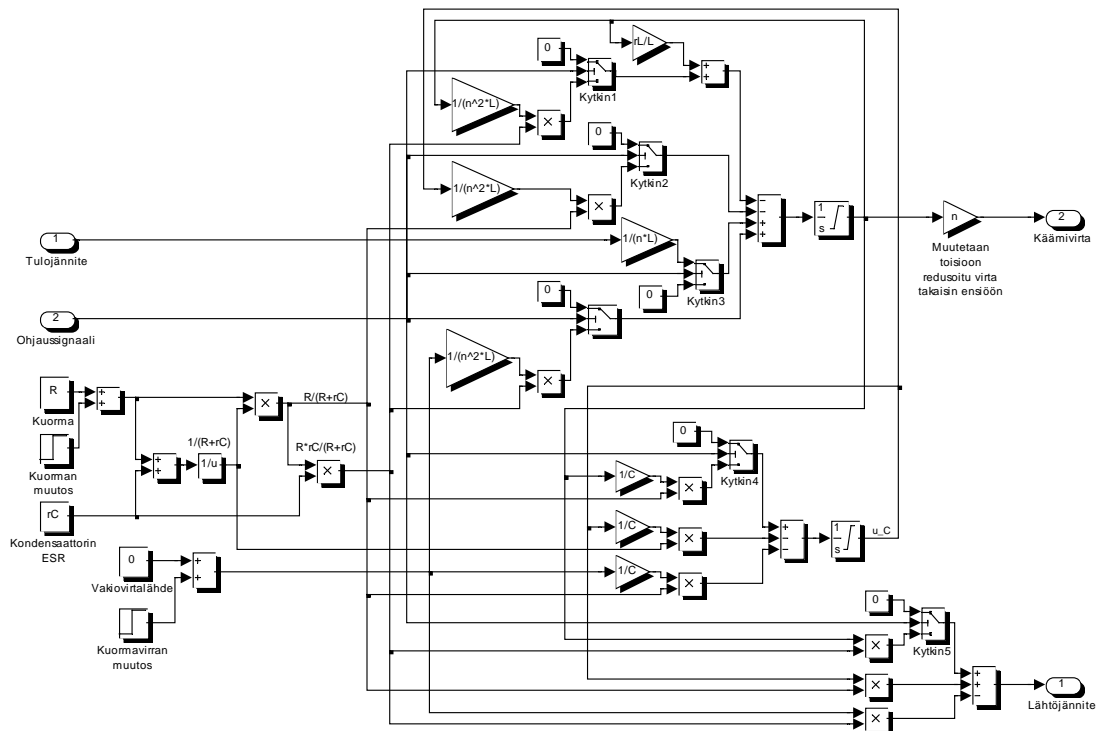 rL/L
+
+
0
Kytkin1
1/(n^2*L)
×
0
Kytkin2
1/(n^2*L)
×
1
Tulojännite
1/(n*L)
Kytkin3
0
−
−
+
+
1
s
n
Muutetaan
toisioon
redusoitu virta
takaisin ensiöön
2
Käämivirta
2
Ohjaussignaali
0
1/(n^2*L)
×
R
Kuorma
+
+
×
R/(R+rC)
Kuorman
muutos
+
+
1/(R+rC)
1/u
R*rC/(R+rC)
×
rC
Kondensaattorin
ESR
0
Kytkin4
1/C
×
1/C
×
1/C
×
+
−
−
1
s
u_C
0
Vakiovirtalähde
+
+
Kuormavirran
muutos
0
Kytkin5
×
×
×
+
+
−
1
Lähtöjännite